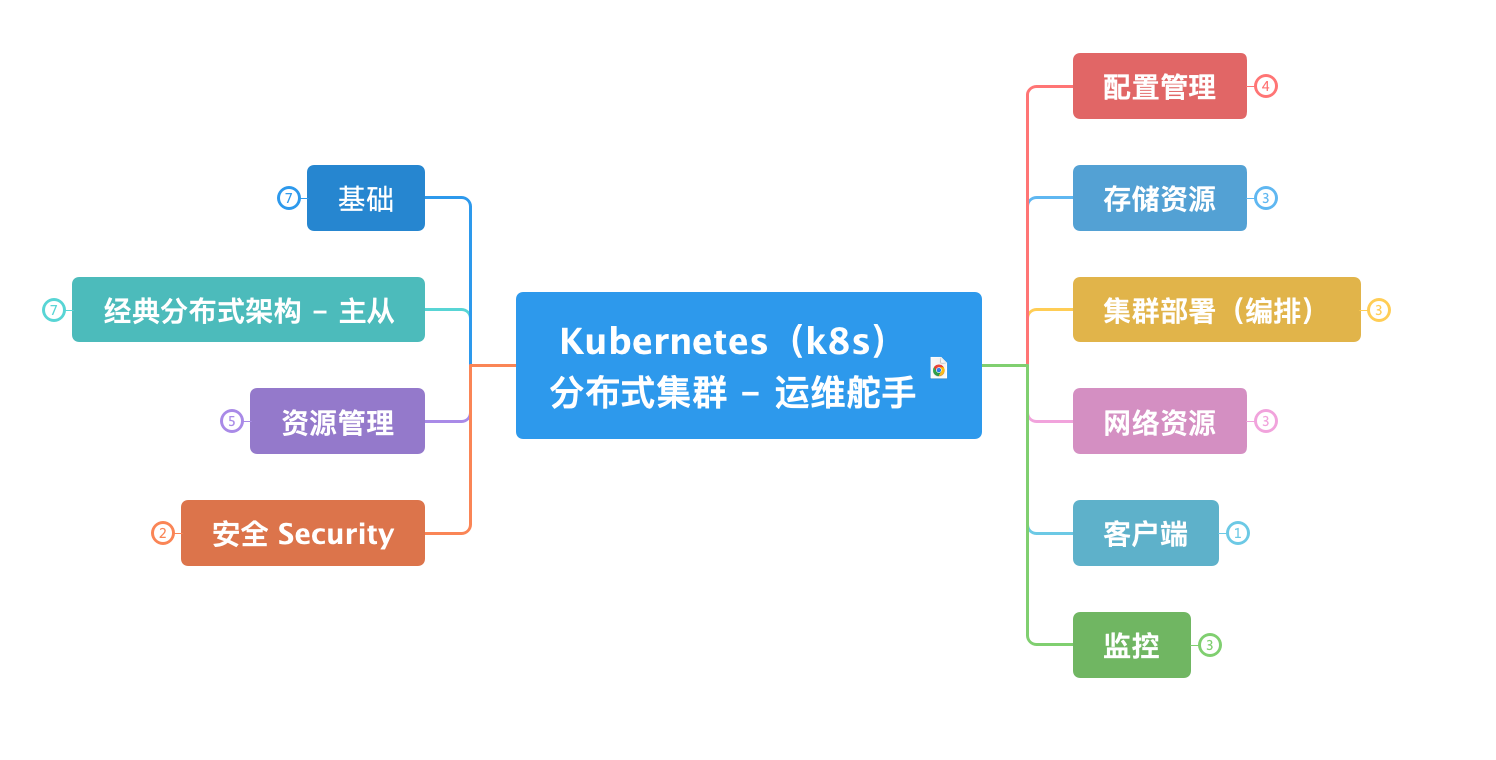 Kubernetes（k8s）
分布式集群 – 运维舵手
基础
7
经典分布式架构 – 主从
7
资源管理
5
安全 Security
2
配置管理
4
存储资源
3
集群部署（编排）
3
网络资源
3
客户端
1
监控
3